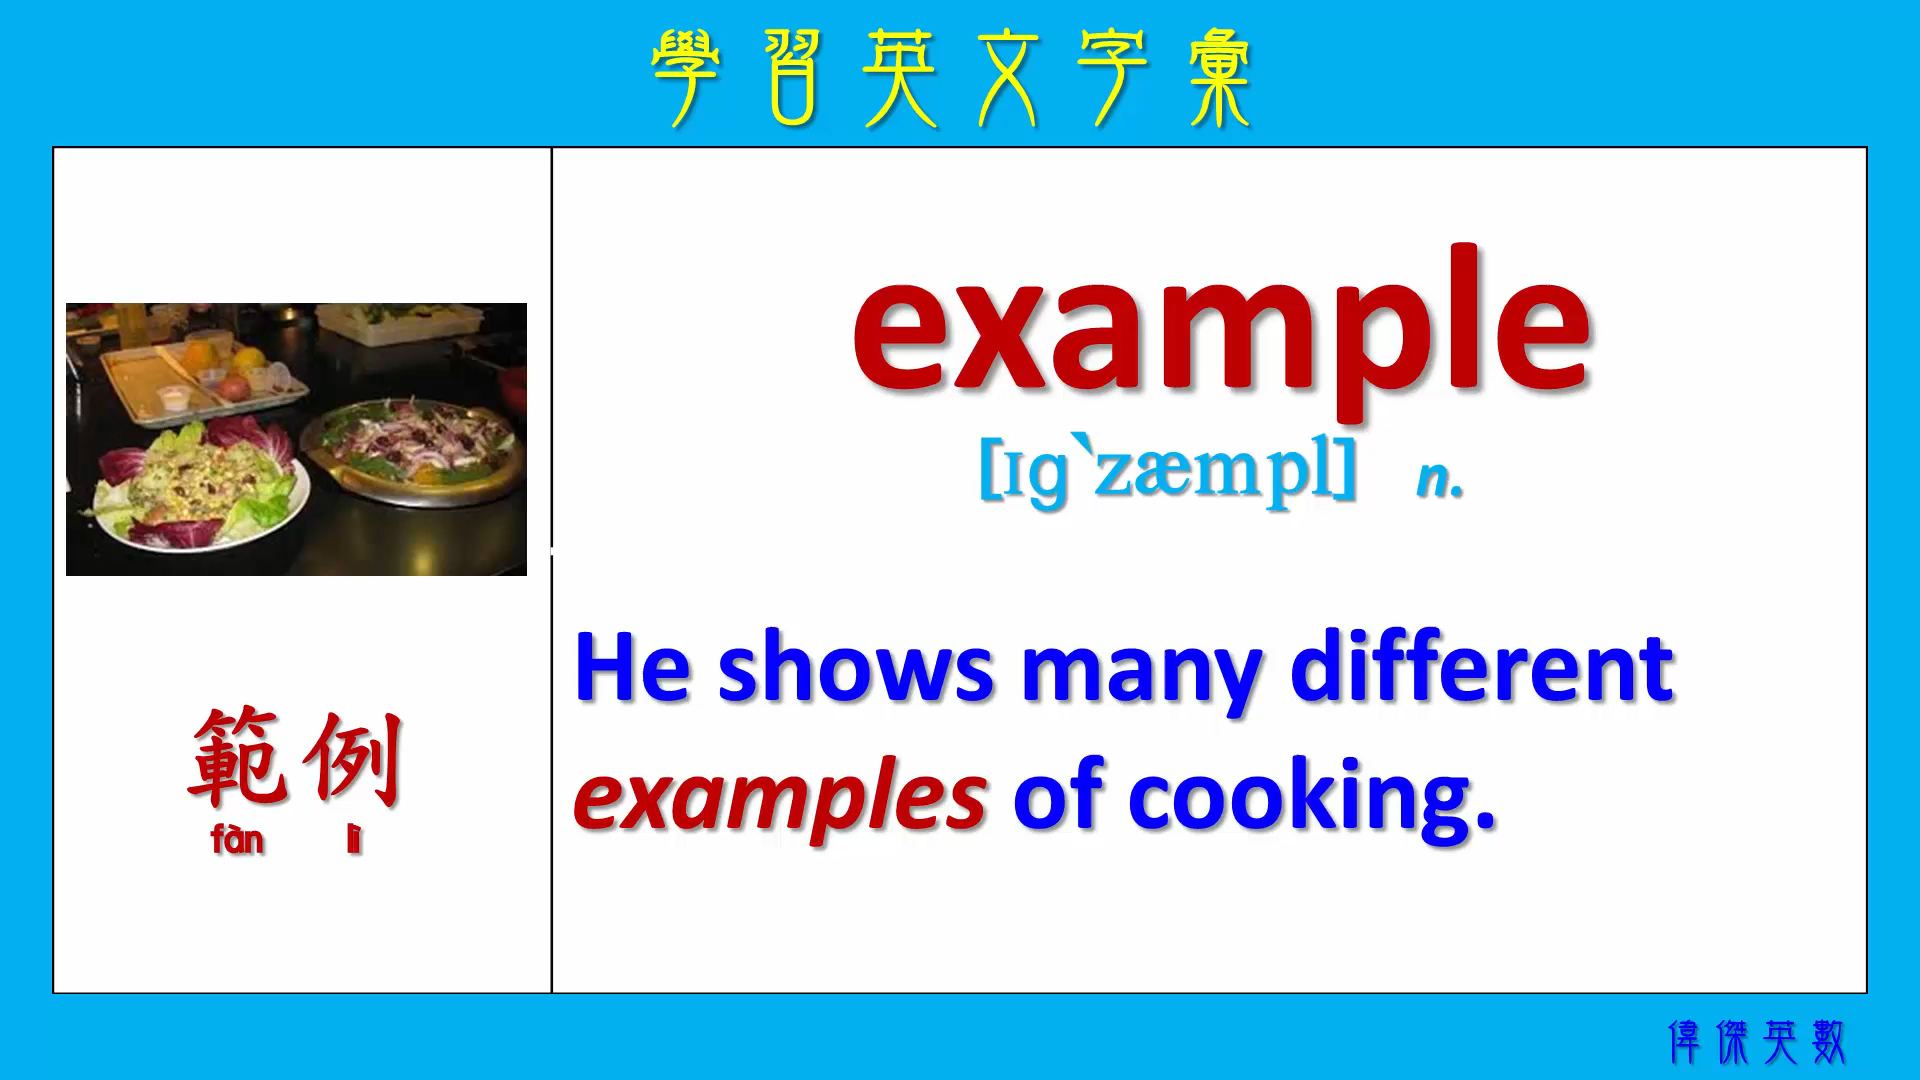 學習英文字彙
example
[ɪgˋzæmpl] n.
He shows many different
examples of cooking.
範例
fàn lì
偉傑英數